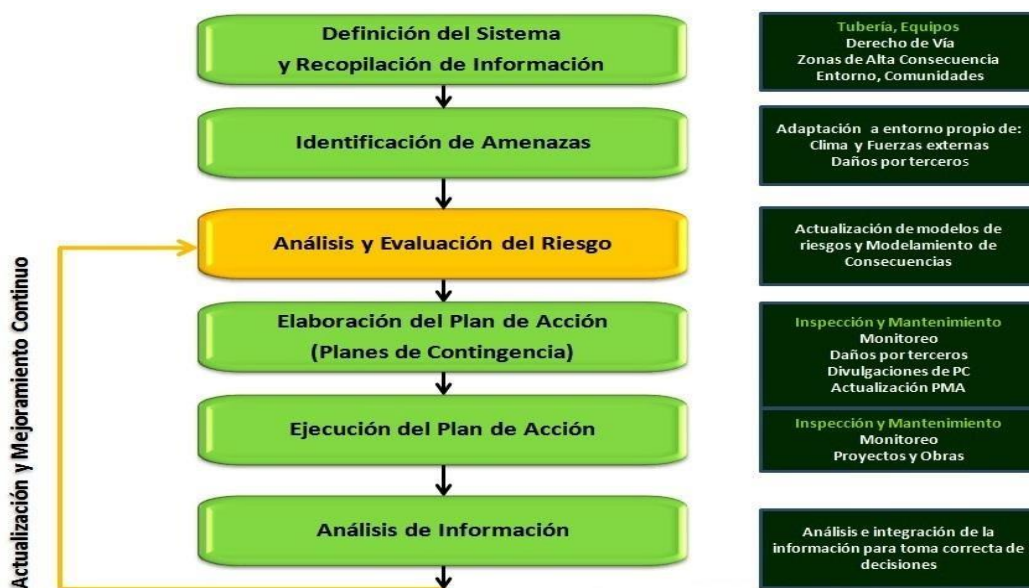 Definición del Sistema
y Recopilación de Información
Tubería, Equipos
Derecho de Vía
Zonas de Alta Consecuencia
Entorno, Comunidades
Identificación de Amenazas
Adaptación a entorno propio de:
Clima y Fuerzas externas
Daños por terceros
Análisis y Evaluación del Riesgo
Actualización de modelos de
riesgos y Modelamiento de
Consecuencias
Elaboración del Plan de Acción
(Planes de Contingencia)
Inspección y Mantenimiento
Monitoreo
Daños por terceros
Divulgaciones de PC
Actualización PMA
Ejecución del Plan de Acción
Inspección y Mantenimiento
Monitoreo
Proyectos y Obras
Análisis de Información
Análisis e integración de la
información para toma correcta de
decisiones
Actualización y Mejoramiento Continuo